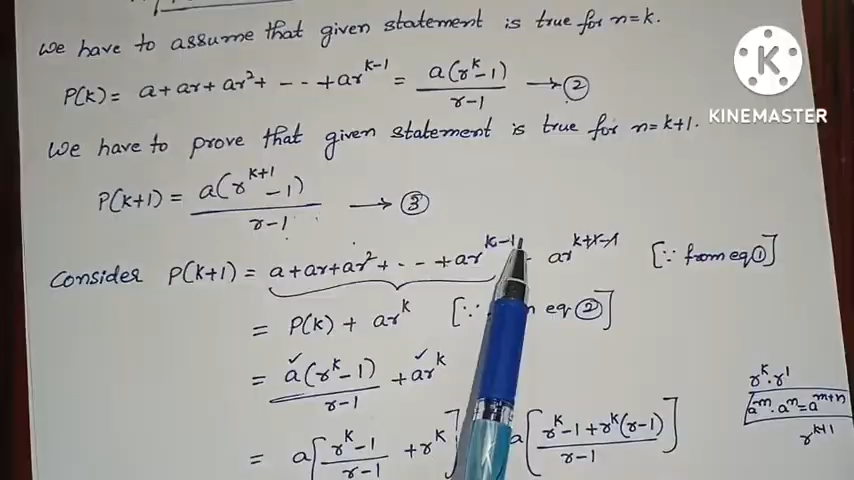 We have to assume that given statement is true for n=k.
P(k) = a + ar + ar² + - - - + ar^(k-1) = a(r^k - 1) / (r-1) → ②
We have to prove that given statement is true for n=k+1.
P(k+1) = a(r^(k+1) - 1) / (r-1) → ③
Consider P(k+1) = a+ar+ar²+ - - - + ar^(k-1) ar^(k+1-1) [∵ from eq ①]
= P(k) + ar^k [∵ eq ②]
= a(r^k - 1) / (r-1) + ar^k
= a[(r^k - 1) / (r-1) + r^k] a[(r^k - 1 + r^k(r-1)) / (r-1)]
r^k · r^1
a^m · a^n = a^(m+n)
r^(k+1)
K
KINEMASTER